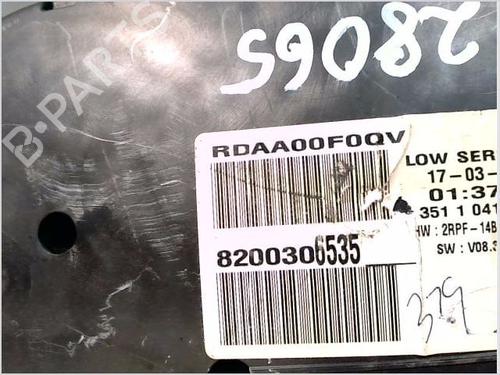 28065
B-PARTS
RDAA00F0QV
LOW SER
17-03-
01:37
351 1 041
HW : 2RPF-14B
SW : V08.3
8200306535
379